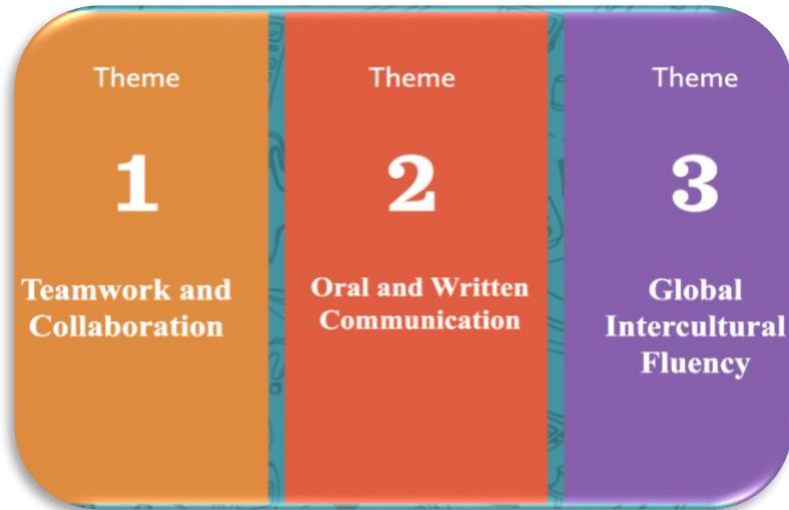 Theme
1
Teamwork and
Collaboration
Theme
2
Oral and Written
Communication
Theme
3
Global
Intercultural
Fluency